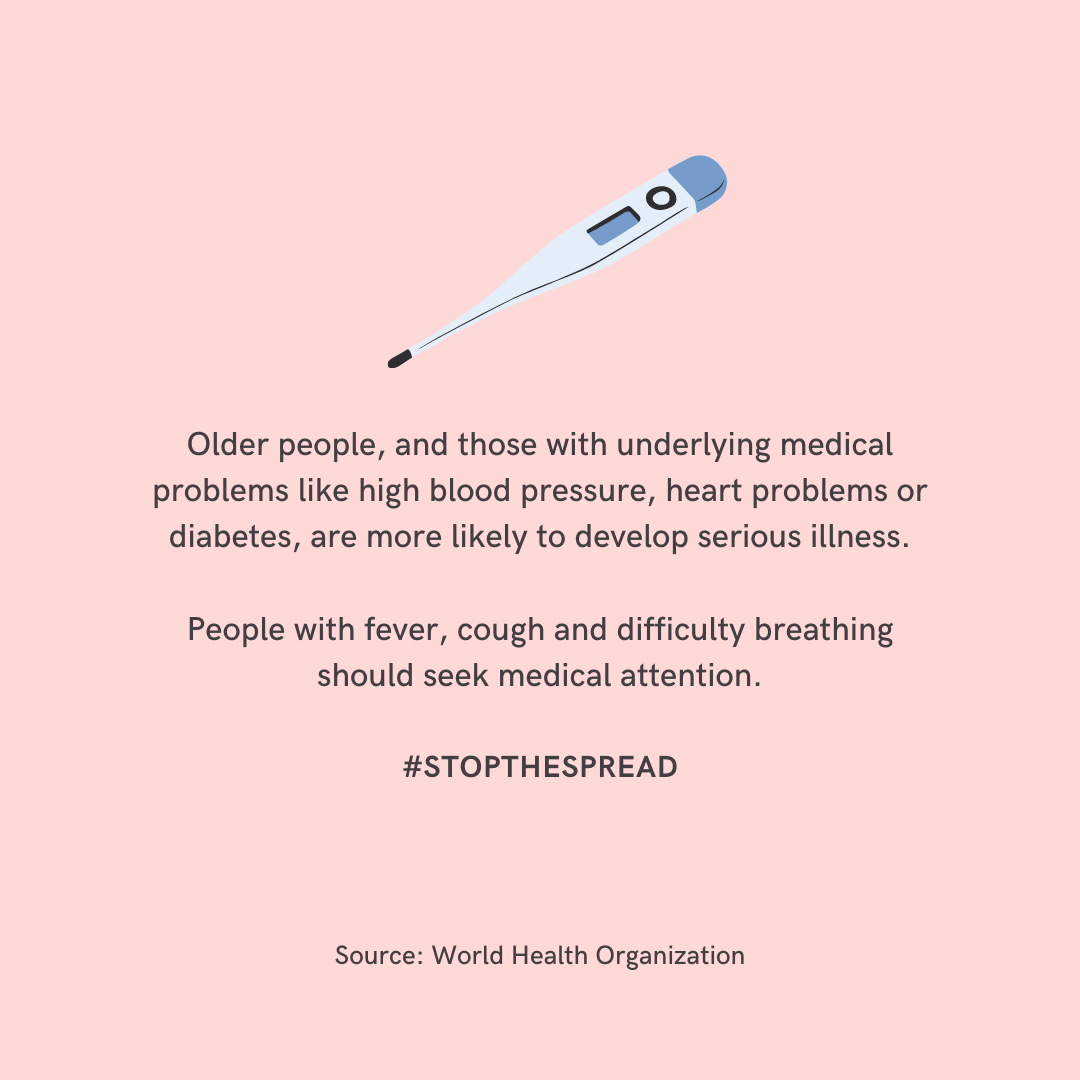 Older people, and those with underlying medical
problems like high blood pressure, heart problems or
diabetes, are more likely to develop serious illness.
People with fever, cough and difficulty breathing
should seek medical attention.
#STOPTHESPREAD
Source: World Health Organization